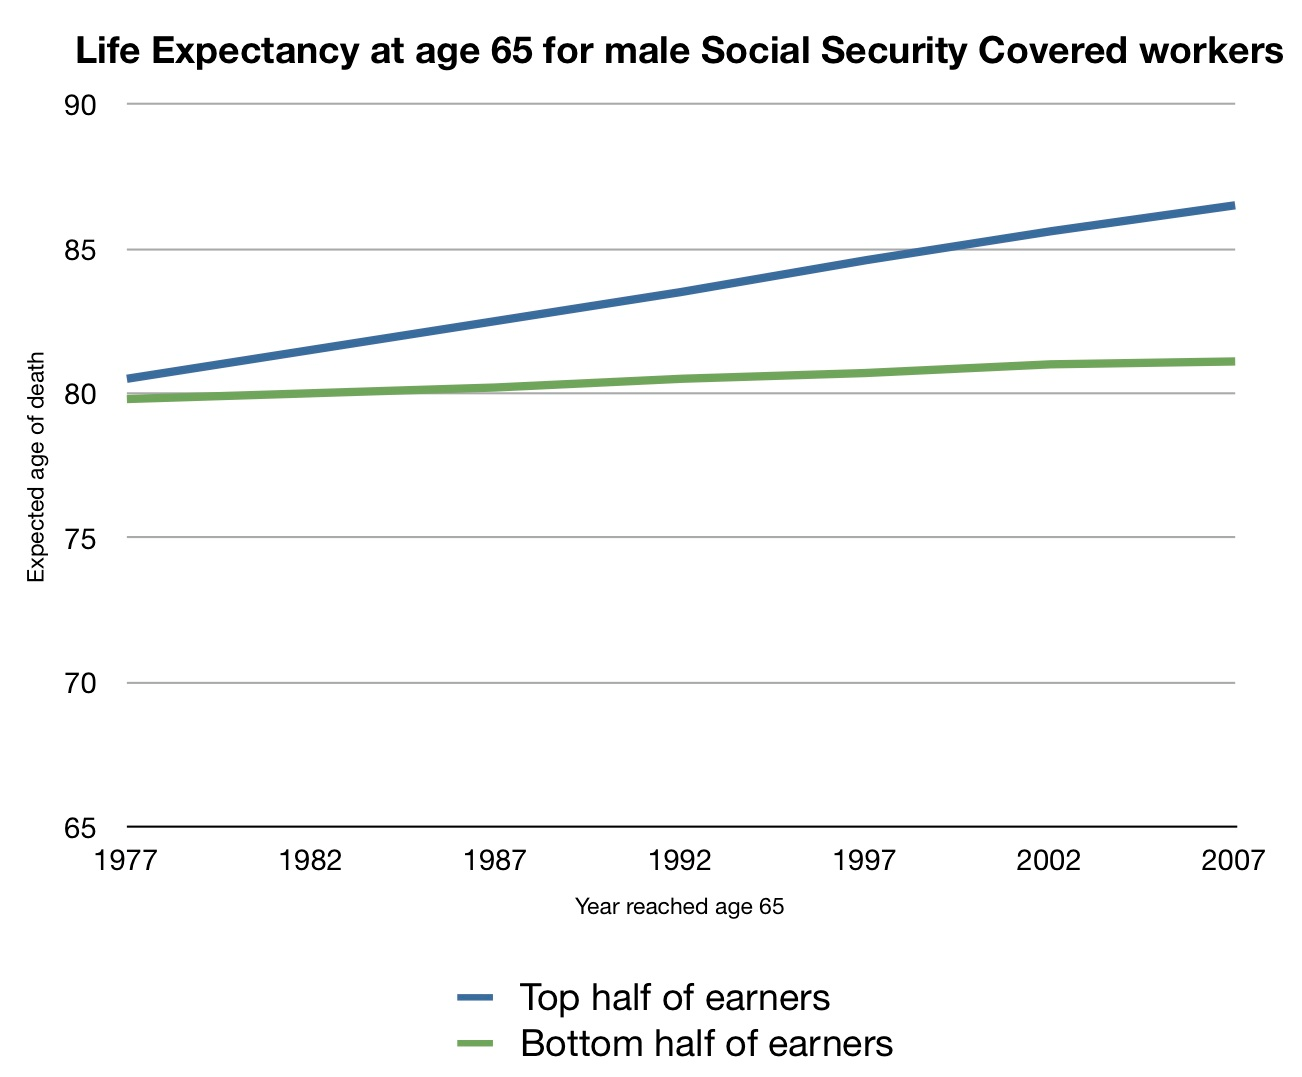 Life Expectancy at age 65 for male Social Security Covered workers
90
85
80
75
70
65
Expected age of death
1977 1982 1987 1992 1997 2002 2007
Year reached age 65
Top half of earners
Bottom half of earners